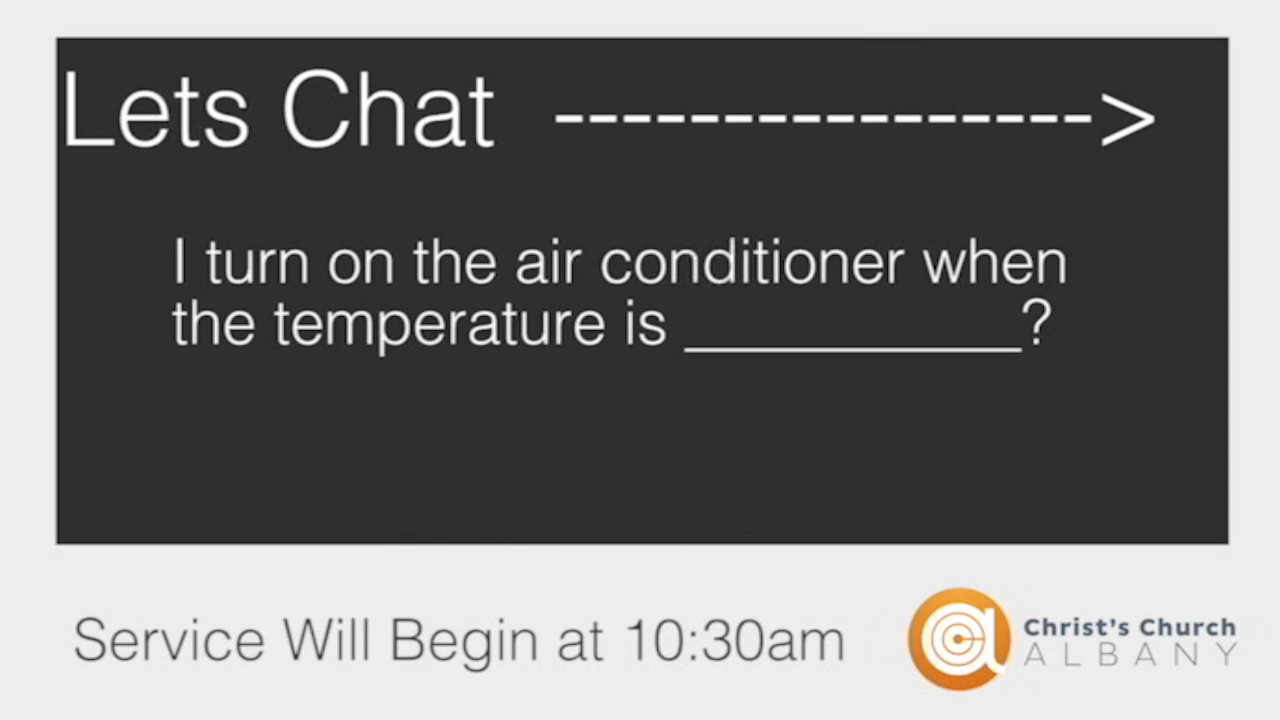 Lets Chat ---------------->
I turn on the air conditioner when
the temperature is __________?
Service Will Begin at 10:30am
Christ's Church
ALBANY